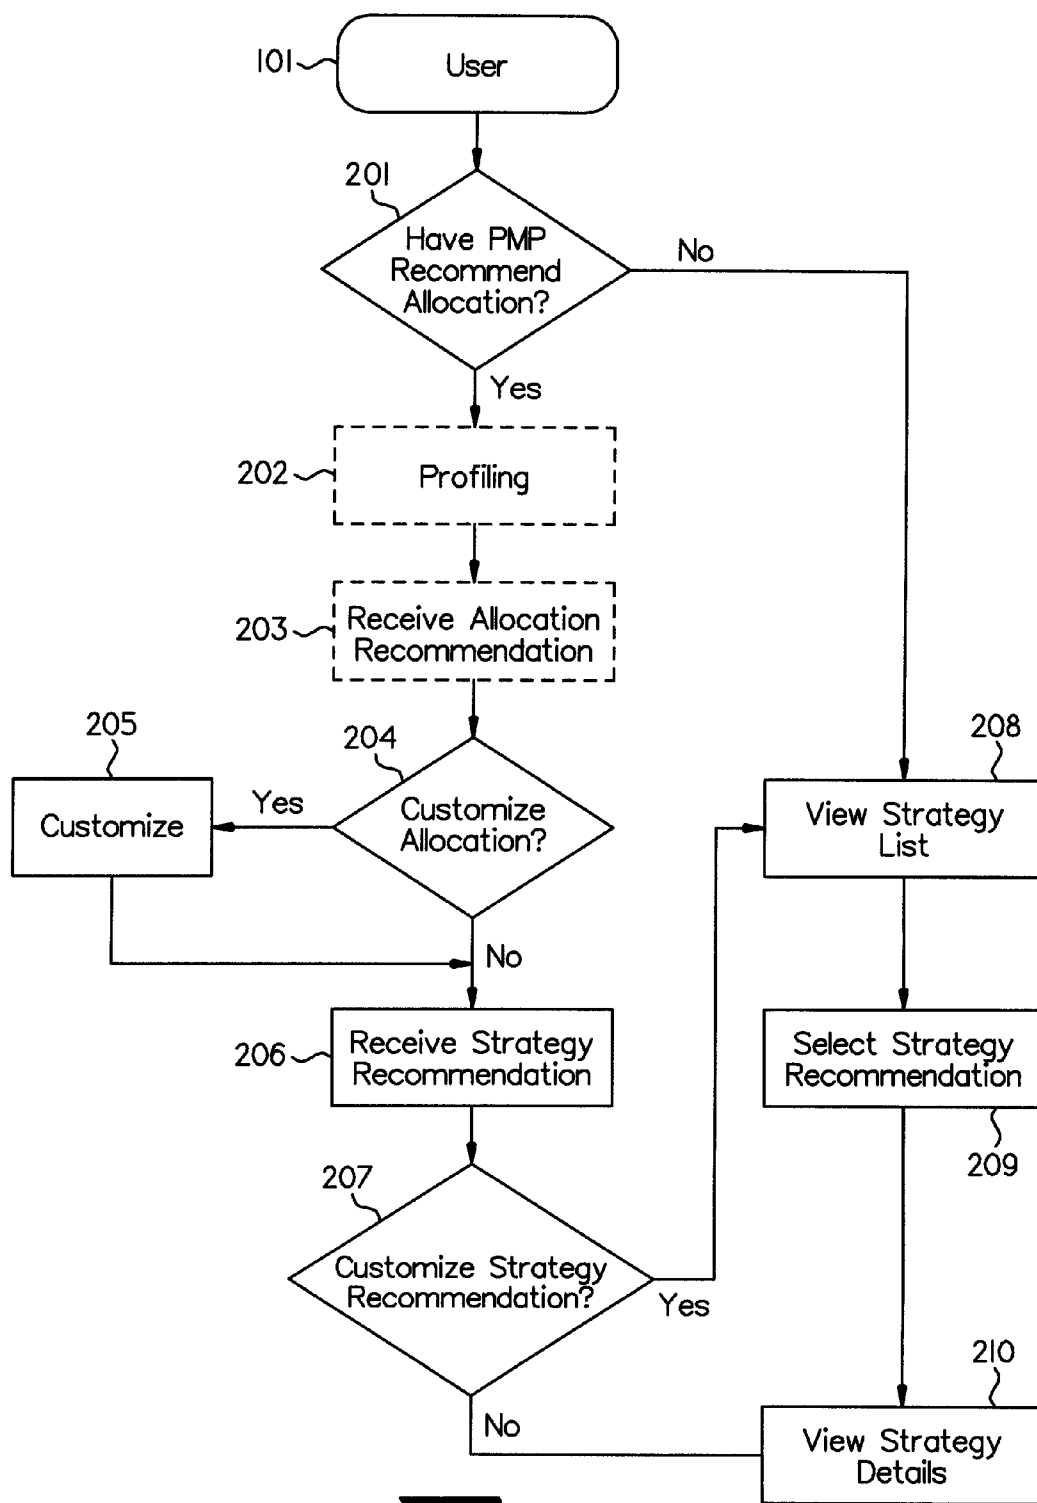 101
User
201
Have PMP
Recommend
Allocation?
No
Yes
202
Profiling
203
Receive Allocation
Recommendation
205
204
208
Customize
Yes
Customize
Allocation?
View Strategy
List
No
206
Receive Strategy
Recommendation
Select Strategy
Recommendation
209
207
Customize Strategy
Recommendation?
Yes
210
No
View Strategy
Details